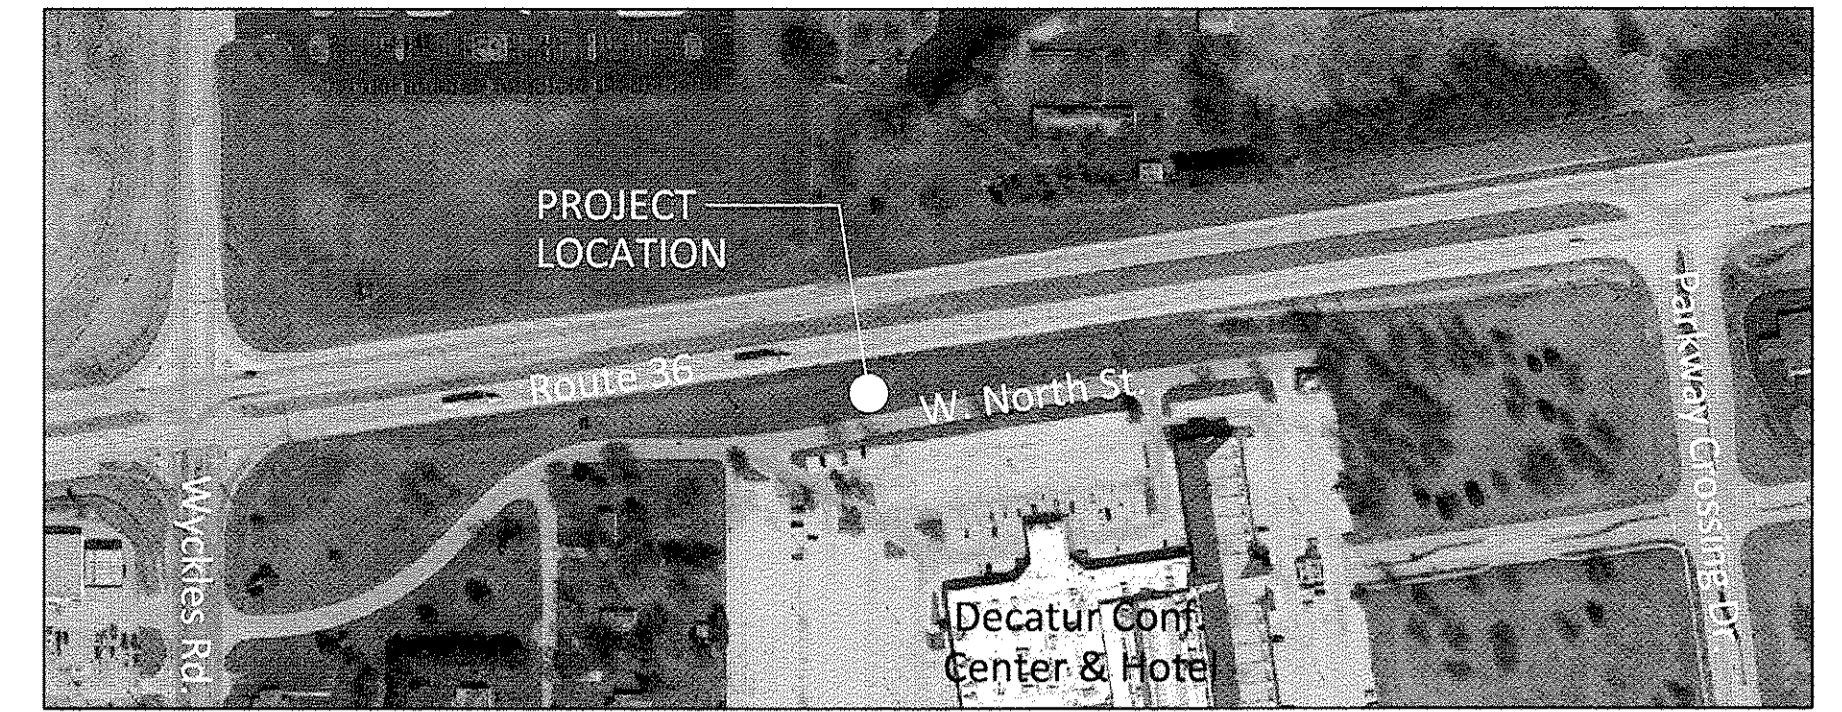 PROJECT
LOCATION
Route 36
W. North St.
Parkway Crossing Dr.
Wyckles Rd.
Decatur Conf.
Center & Hotel